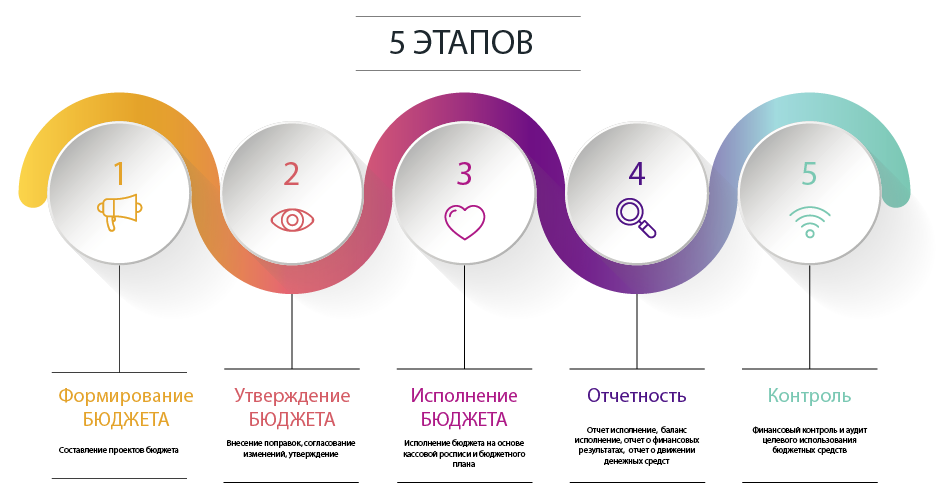 5 ЭТАПОВ
1
2
3
4
5
Формирование
БЮДЖЕТА
Составление проектов бюджета
Утверждение
БЮДЖЕТА
Внесение поправок, согласование
изменений, утверждение
Исполнение
БЮДЖЕТА
Исполнение бюджета на основе
кассовой росписи и бюджетного
плана
Отчетность
Отчет исполнение, баланс
исполнение, отчет о финансовых
результатах, отчет о движении
денежных средст
Контроль
Финансовый контроль и аудит
целевого использования
бюджетных средств